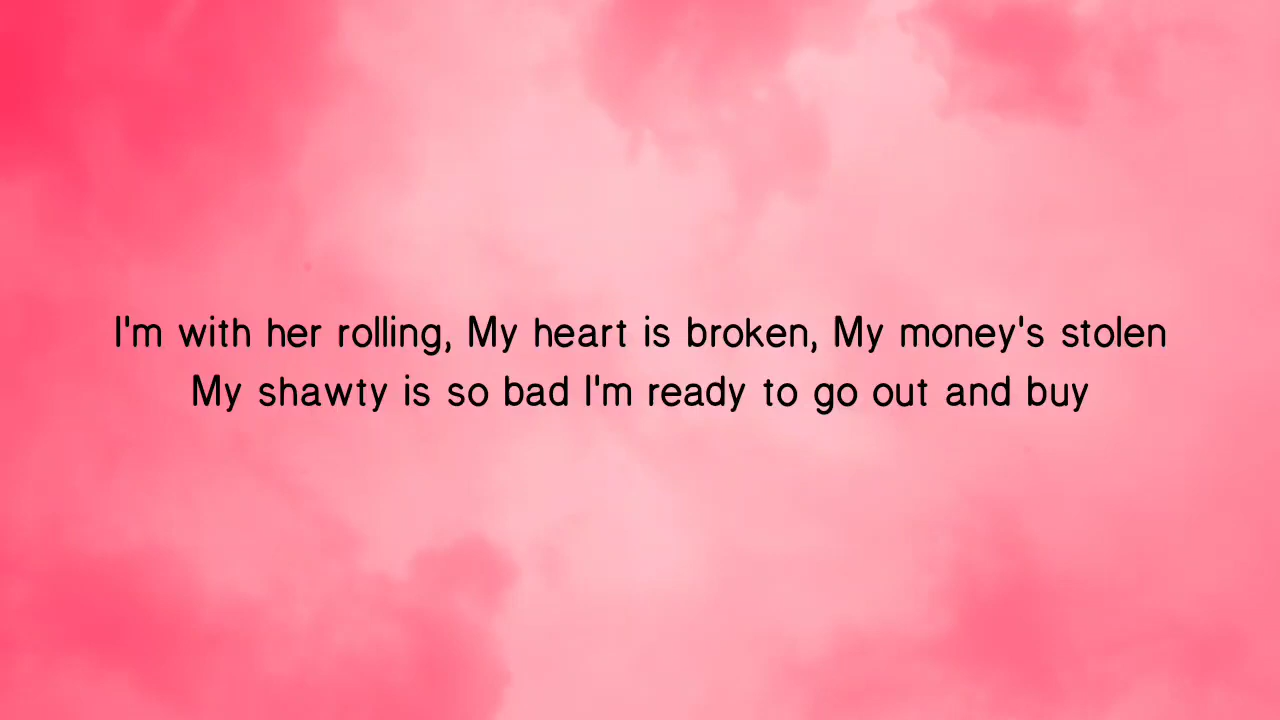 I'm with her rolling, My heart is broken, My money's stolen
My shawty is so bad I'm ready to go out and buy